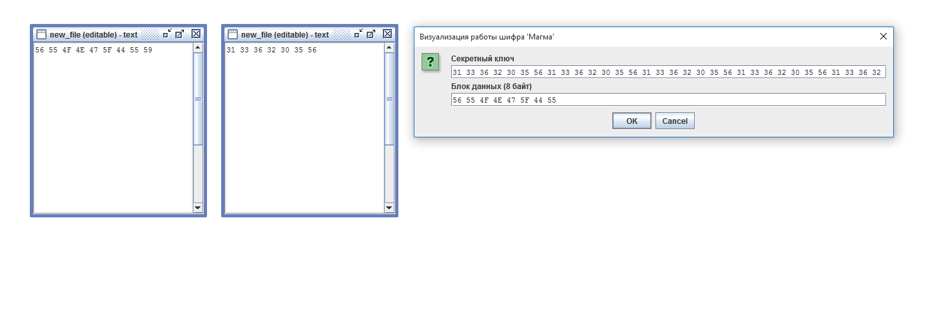 new_file (editable) - text
56 55 4F 4E 47 5F 44 55 59
new_file (editable) - text
31 33 36 32 30 35 56
Визуализация работы шифра 'Магма'
Секретный ключ
31 33 36 32 30 35 56 31 33 36 32 30 35 56 31 33 36 32 30 35 56 31 33 36 32 30 35 56 31 33 36 32
Блок данных (8 байт)
56 55 4F 4E 47 5F 44 55
OK
Cancel